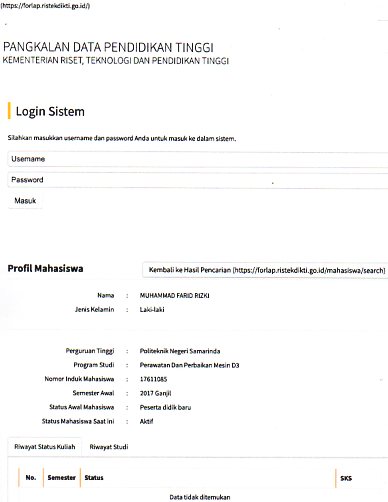 (https://forlap.ristekdikti.go.id/)
PANGKALAN DATA PENDIDIKAN TINGGI
KEMENTERIAN RISET, TEKNOLOGI DAN PENDIDIKAN TINGGI
Login Sistem
Silahkan masukkan username dan password Anda untuk masuk ke dalam sistem.
Username
Password
Masuk
Profil Mahasiswa
Kembali ke Hasil Pencarian [https://forlap.ristekdikti.go.id/mahasiswa/search]
Nama : MUHAMMAD FARID RIZKI
Jenis Kelamin : Laki-laki
Perguruan Tinggi : Politeknik Negeri Samarinda
Program Studi : Perawatan Dan Perbaikan Mesin D3
Nomor Induk Mahasiswa : 17611085
Semester Awal : 2017 Ganjil
Status Awal Mahasiswa : Peserta didik baru
Status Mahasiswa Saat ini : Aktif
Riwayat Status Kuliah Riwayat Studi
No. Semester Status SKS
Data tidak ditemukan